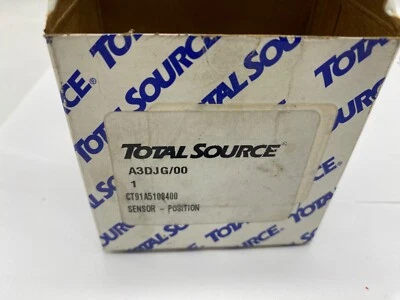 TOTAL SOURCE®
A3DJG/00
1
CT91A5100400
SENSOR - POSITION